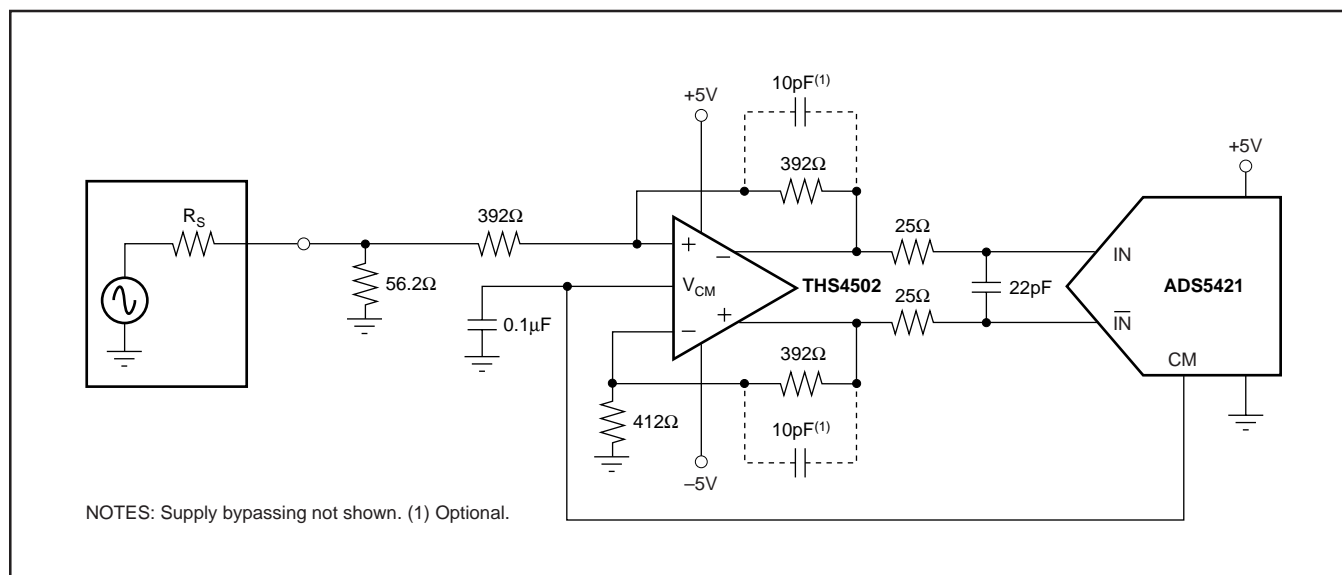 10pF(1)
+5V
+5V
392Ω
RS
392Ω
25Ω
+
−
IN
56.2Ω
VCM
THS4502
22pF
ADS5421
25Ω
0.1µF
−
+
IN
392Ω
CM
412Ω
10pF(1)
–5V
NOTES: Supply bypassing not shown. (1) Optional.